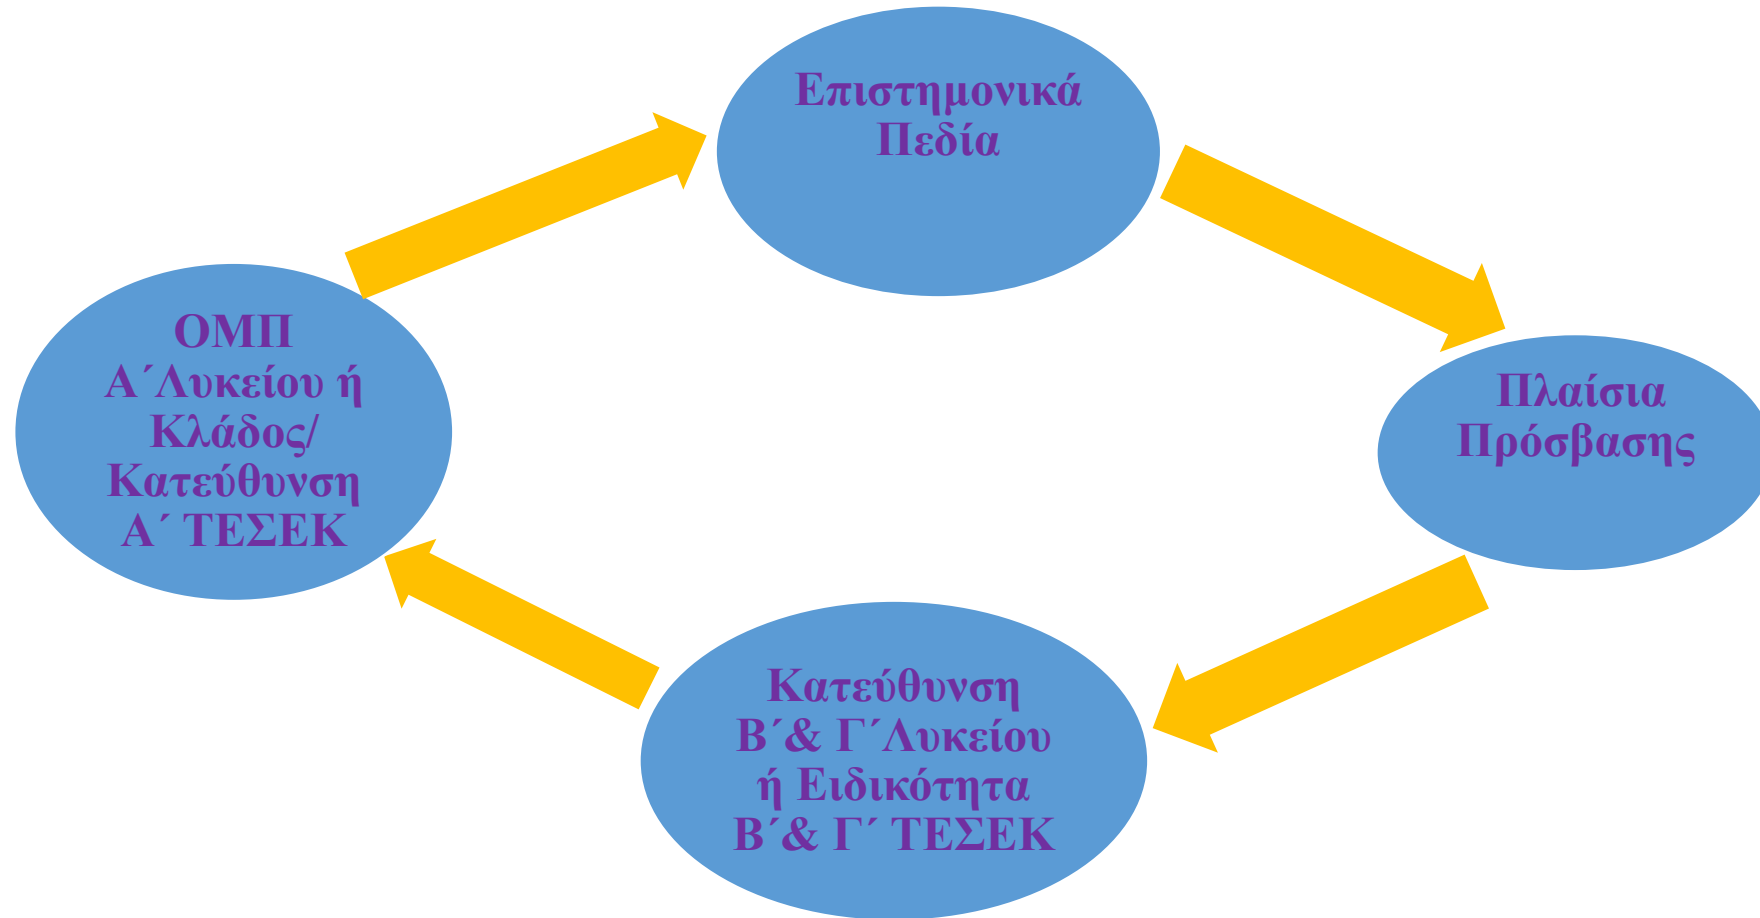 Επιστημονικά
Πεδία
Πλαίσια
Πρόσβασης
Κατεύθυνση
Β΄& Γ΄Λυκείου
ή Ειδικότητα
Β΄& Γ΄ ΤΕΣΕΚ
ΟΜΠ
Α΄Λυκείου ή
Κλάδος/
Κατεύθυνση
Α΄ ΤΕΣΕΚ